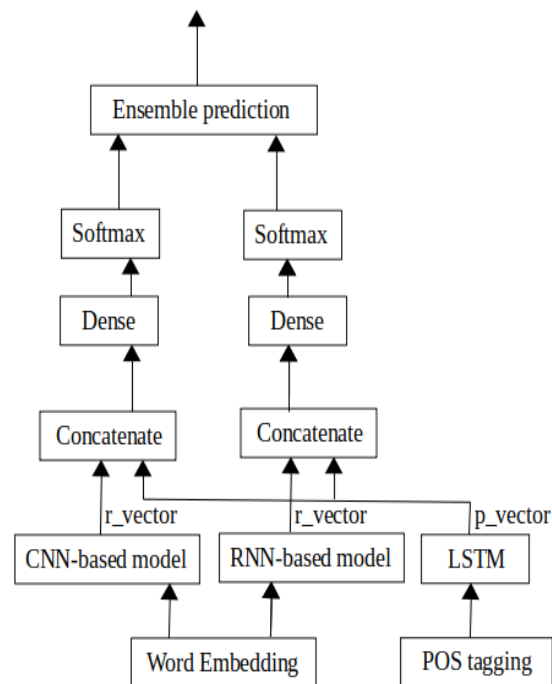 Ensemble prediction
Softmax Softmax
Dense Dense
Concatenate Concatenate
r_vector r_vector p_vector
CNN-based model RNN-based model LSTM
Word Embedding POS tagging